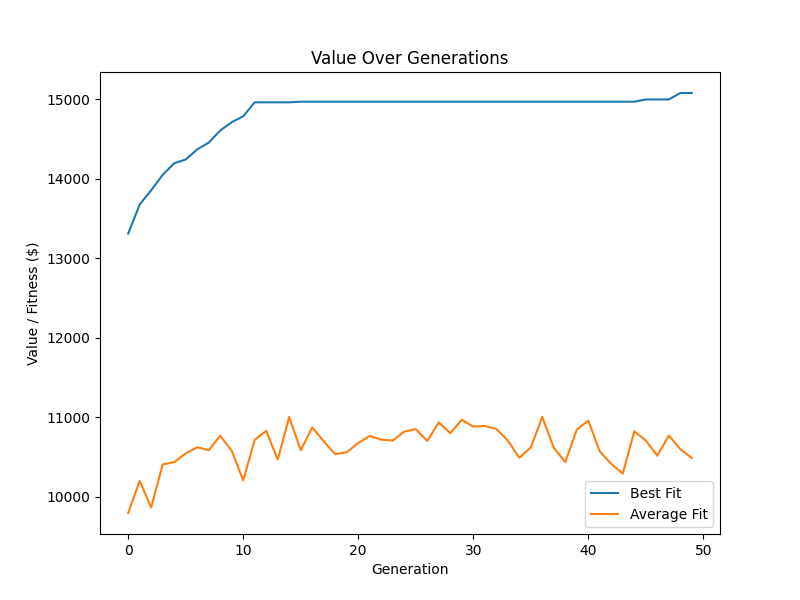 Value Over Generations
Value / Fitness ($)
15000
14000
13000
12000
11000
10000
0 10 20 30 40 50
Generation
Best Fit
Average Fit